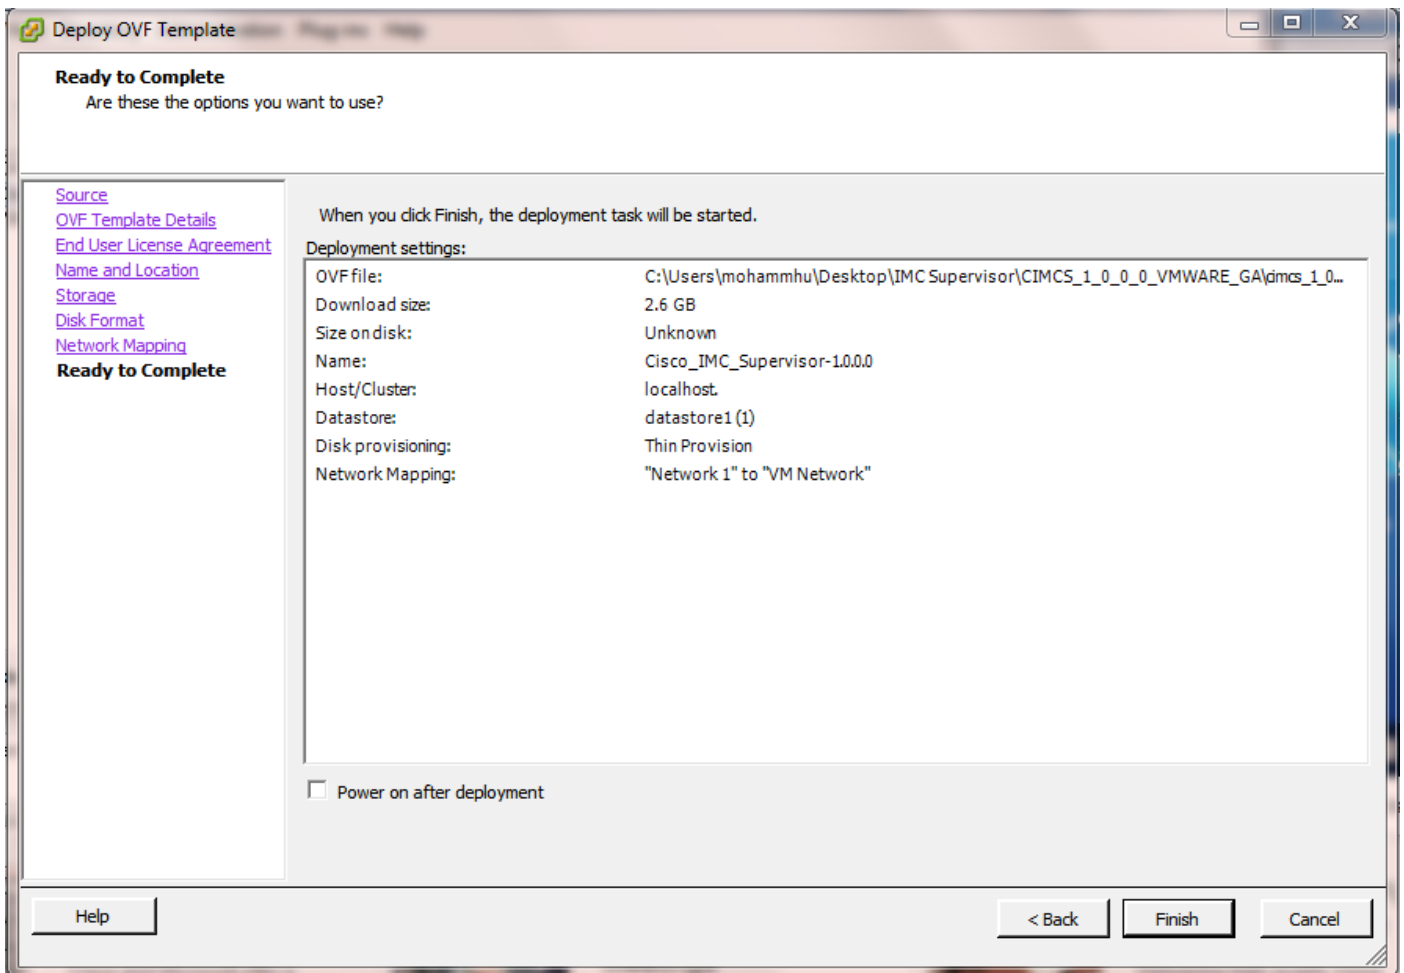 Deploy OVF Template
Plug-ins Help
Ready to Complete
Are these the options you want to use?
Source
OVF Template Details
End User License Agreement
Name and Location
Storage
Disk Format
Network Mapping
Ready to Complete
When you click Finish, the deployment task will be started.
Deployment settings:
OVF file: C:\Users\mohammhu\Desktop\IMC Supervisor\CIMCS_1_0_0_0_VMWARE_GA\cimcs_1_0...
Download size: 2.6 GB
Size on disk: Unknown
Name: Cisco_IMC_Supervisor-1.0.0.0
Host/Cluster: localhost.
Datastore: datastore1 (1)
Disk provisioning: Thin Provision
Network Mapping: "Network 1" to "VM Network"
Power on after deployment
Help
< Back
Finish
Cancel